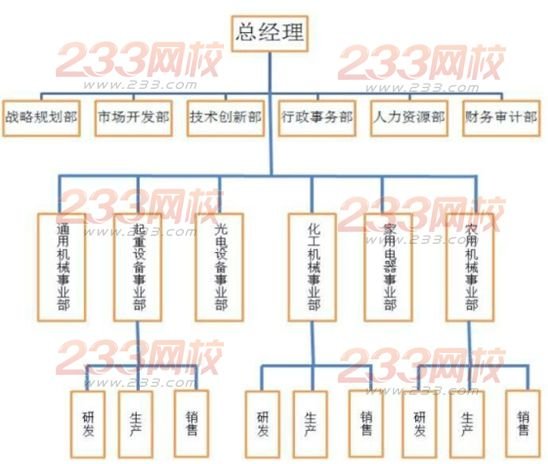 总经理
战略规划部 市场开发部 技术创新部 行政事务部 人力资源部 财务审计部
通用机械事业部 起重设备事业部 光电设备事业部 化工机械事业部 家用电器事业部 农用机械事业部
研发 生产 销售 研发 生产 销售 研发 生产 销售
233网校
www.233.com
233网校
www.233.com
233网校
www.233.com
233网校
www.233.com
233网校
www.233.com
233网校
www.233.com